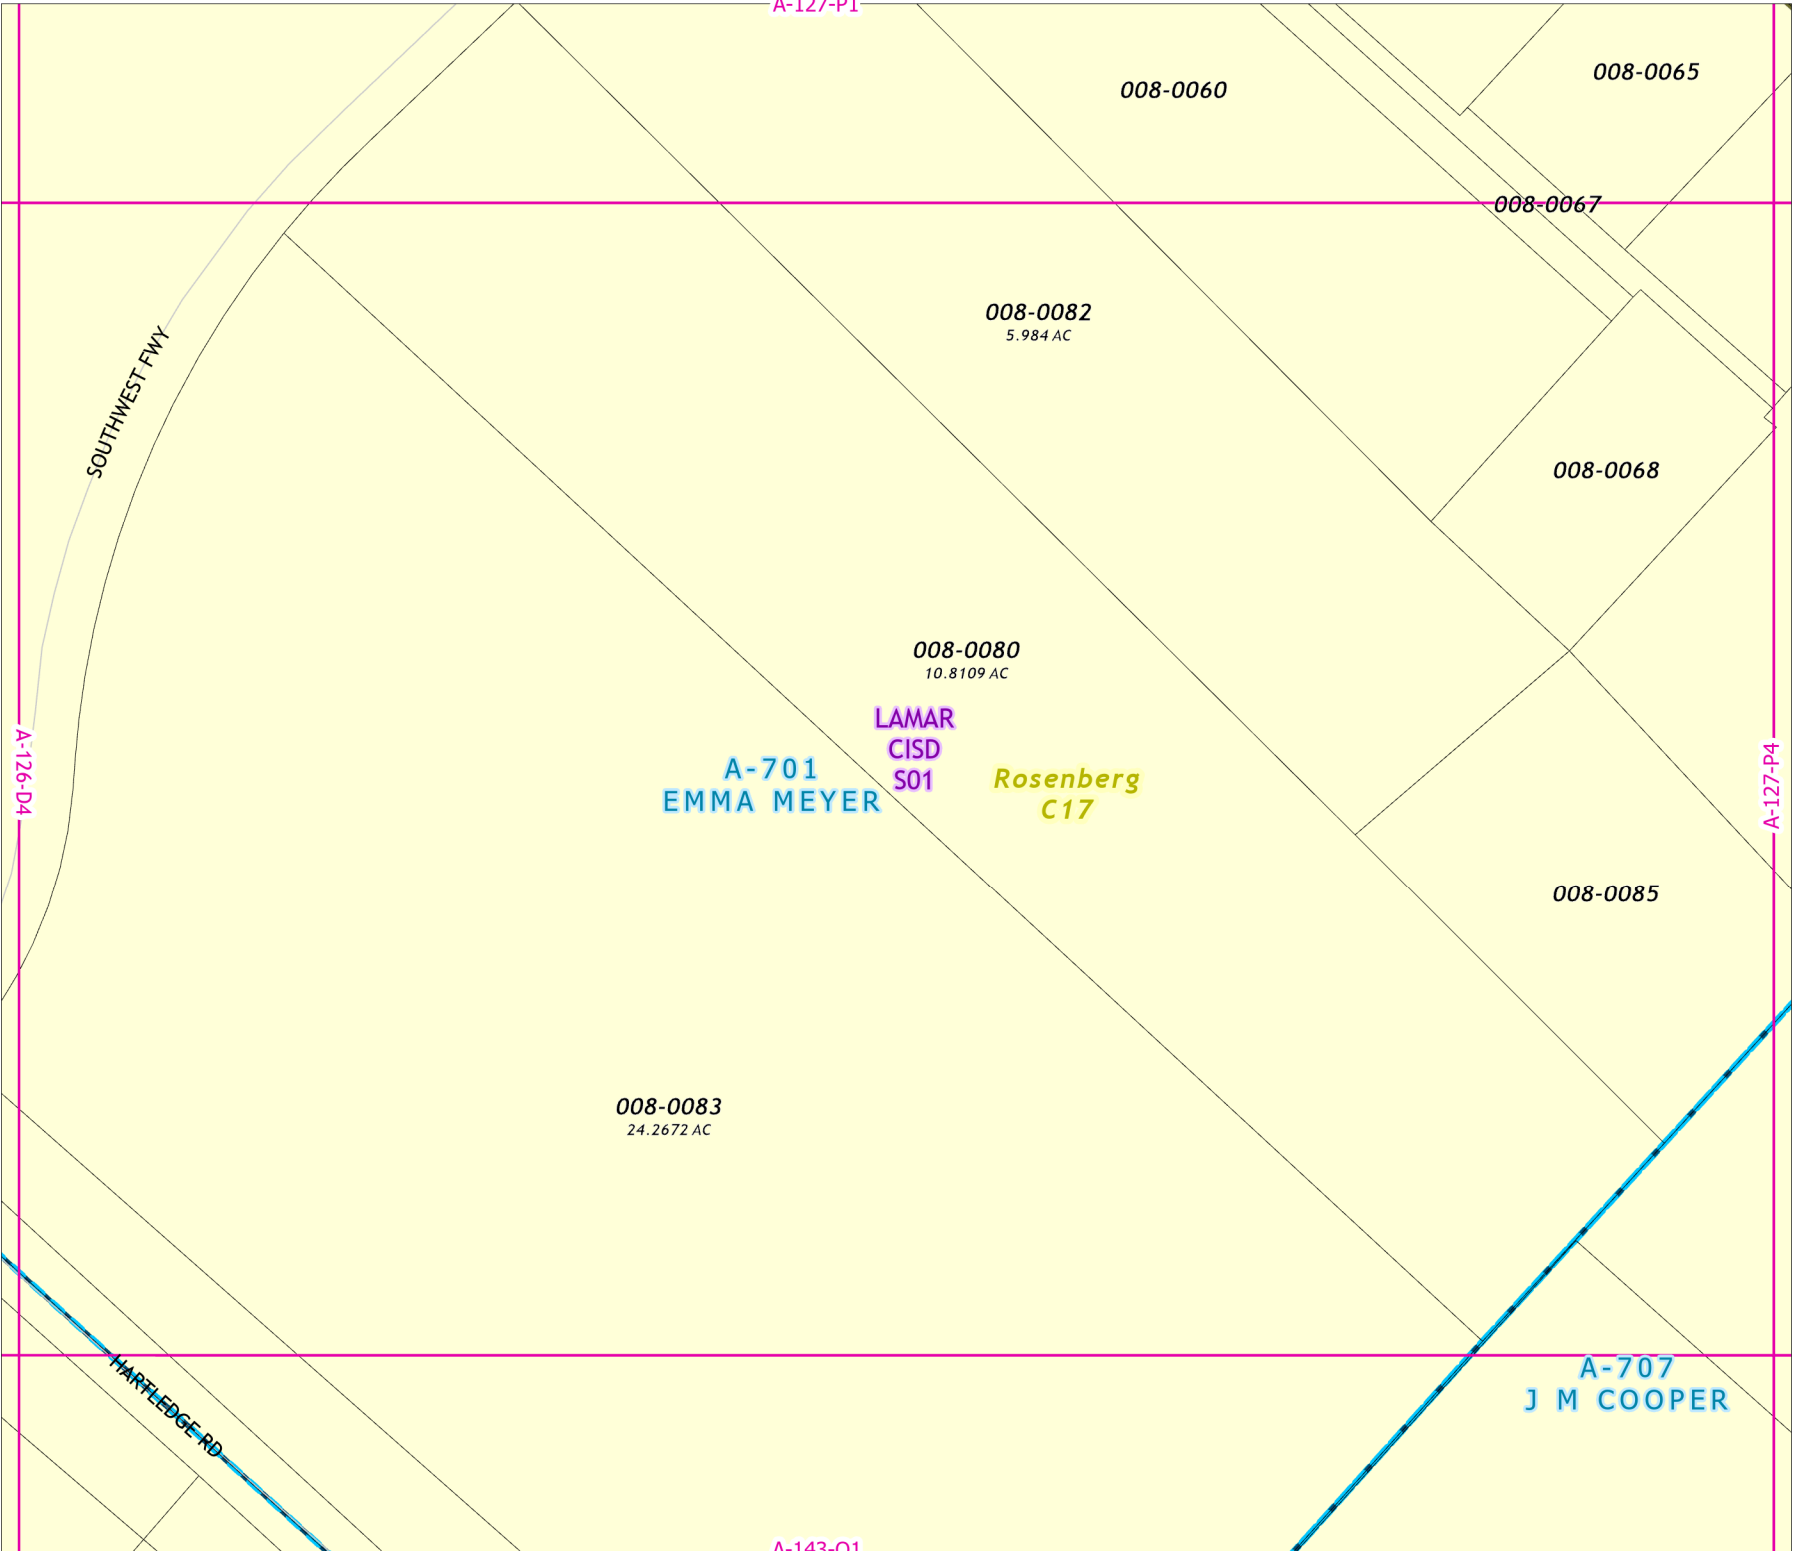 A-127-P1
008-0065
008-0060
008-0067
008-0082
5.984 AC
SOUTHWEST FWY
008-0068
008-0080
10.8109 AC
LAMAR
CISD
S01
A-701
EMMA MEYER
Rosenberg
C17
A-126-D4
A-127-P4
008-0085
008-0083
24.2672 AC
A-707
J M COOPER
HARTLEDGE RD
A-143-O1